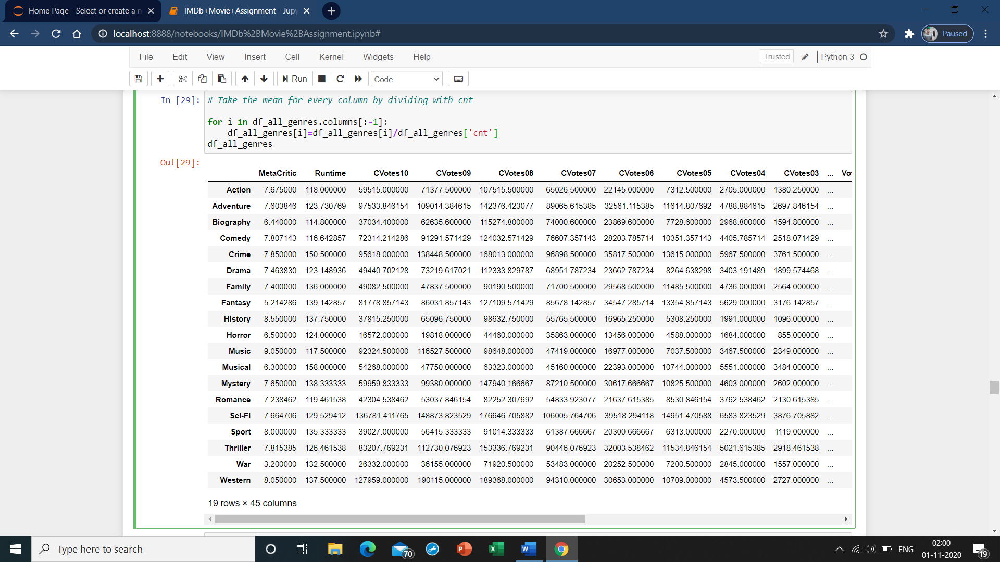 Home Page - Select or create a n
IMDb+Movie+Assignment - Jupy
localhost:8888/notebooks/IMDb%2BMovie%2BAssignment.ipynb#
Paused
File Edit View Insert Cell Kernel Widgets Help
Trusted Python 3
Run Code
In [29]: # Take the mean for every column by dividing with cnt
for i in df_all_genres.columns[:-1]:
df_all_genres[i]=df_all_genres[i]/df_all_genres['cnt']
df_all_genres
Out[29]:
MetaCritic Runtime CVotes10 CVotes09 CVotes08 CVotes07 CVotes06 CVotes05 CVotes04 CVotes03 ... Vot
Action 7.675000 118.000000 59515.000000 71377.500000 107515.500000 65026.500000 22145.000000 7312.500000 2705.000000 1380.250000 ...
Adventure 7.603846 123.730769 97533.846154 109014.384615 142376.423077 89065.615385 32561.115385 11614.807692 4788.884615 2697.846154 ...
Biography 6.440000 114.800000 37034.400000 62635.600000 115274.800000 74000.600000 23869.600000 7728.600000 2968.800000 1594.800000 ...
Comedy 7.807143 116.642857 72314.214286 91291.571429 124032.571429 76607.357143 28203.785714 10351.357143 4405.785714 2518.071429 ...
Crime 7.850000 150.500000 95618.000000 138448.500000 168013.000000 96898.500000 35817.500000 13615.000000 5967.500000 3761.500000 ...
Drama 7.463830 123.148936 49440.702128 73219.617021 112333.829787 68951.787234 23662.787234 8264.638298 3403.191489 1899.574468 ...
Family 7.400000 136.000000 49082.500000 47837.500000 90190.500000 71700.500000 29568.500000 11485.500000 4736.000000 2564.000000 ...
Fantasy 5.214286 139.142857 81778.857143 86031.857143 127109.571429 85678.142857 34547.285714 13354.857143 5629.000000 3176.142857 ...
History 8.550000 137.750000 37815.250000 65096.750000 98632.750000 55765.500000 16965.250000 5308.250000 1991.000000 1096.000000 ...
Horror 6.500000 124.000000 16572.000000 19818.000000 44460.000000 35863.000000 13456.000000 4588.000000 1684.000000 855.000000 ...
Music 9.050000 117.500000 92324.500000 116527.500000 98648.000000 47419.000000 16977.000000 7037.500000 3467.500000 2349.000000 ...
Musical 6.300000 158.000000 54268.000000 47750.000000 63323.000000 45160.000000 22393.000000 10744.000000 5551.000000 3484.000000 ...
Mystery 7.650000 138.333333 59959.833333 99380.000000 147940.166667 87210.500000 30617.666667 10825.500000 4603.000000 2602.000000 ...
Romance 7.238462 119.461538 42304.538462 53037.846154 82252.307692 54833.923077 21637.615385 8530.846154 3762.538462 2130.615385 ...
Sci-Fi 7.664706 129.529412 136781.411765 148873.823529 176646.705882 106005.764706 39518.294118 14951.470588 6583.823529 3876.705882 ...
Sport 8.000000 135.333333 39027.000000 56415.333333 91014.333333 61387.666667 20300.666667 6313.000000 2270.000000 1119.000000 ...
Thriller 7.815385 126.461538 83207.769231 112730.076923 153336.769231 90446.076923 32003.538462 11534.846154 5021.615385 2918.461538 ...
War 3.200000 132.500000 26332.000000 36155.000000 71920.500000 53483.000000 20252.500000 7200.500000 2845.000000 1557.000000 ...
Western 8.050000 137.500000 127959.000000 190115.000000 189368.000000 94310.000000 30653.000000 10709.000000 4573.500000 2727.000000 ...
19 rows × 45 columns
Type here to search
70
ENG
02:00
01-11-2020
19